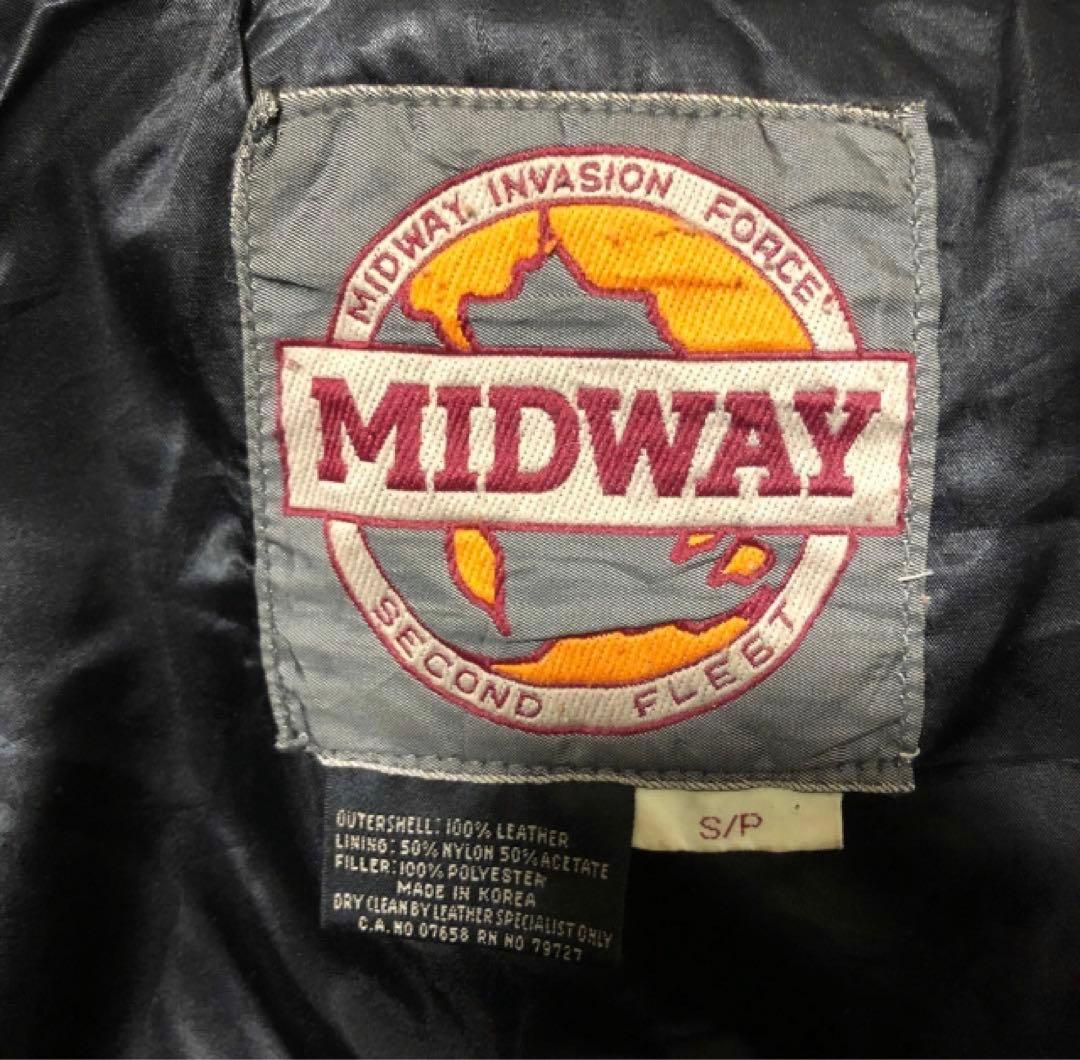 MIDWAY INVASION FORCE
MIDWAY
SECOND FLEET
OUTERSHELL: 100% LEATHER
LINING: 50% NYLON 50% ACETATE
FILLER: 100% POLYESTER
MADE IN KOREA
DRY CLEAN BY LEATHER SPECIALIST ONLY
C.A. NO 07658 RN NO 79727
S/P